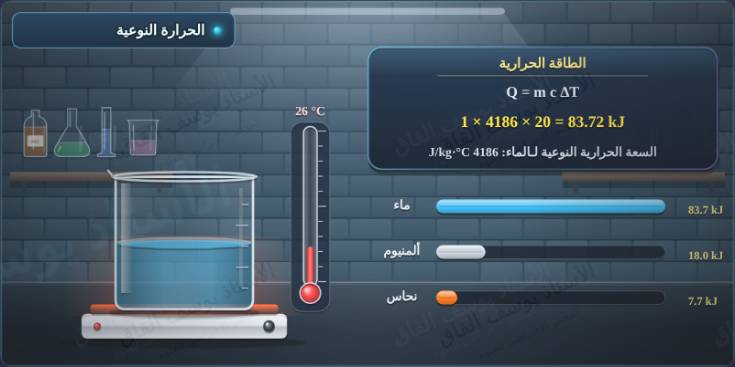 الحرارة النوعية
الطاقة الحرارية
Q = m c ΔT
1 × 4186 × 20 = 83.72 kJ
السعة الحرارية النوعية لـالماء: 4186 J/kg·°C
26 °C
ماء
83.7 kJ
ألمنيوم
18.0 kJ
نحاس
7.7 kJ